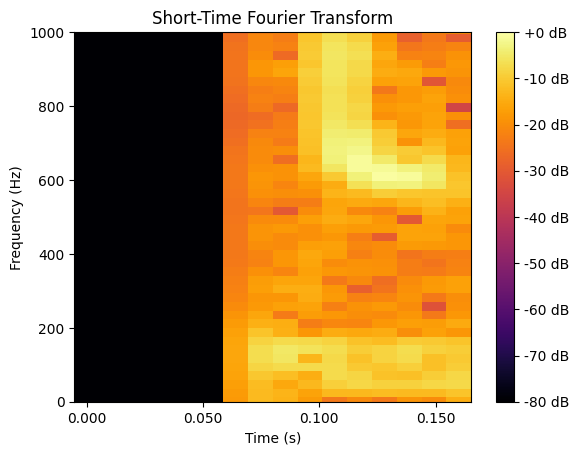 Short-Time Fourier Transform
1000
800
600
400
200
0
Frequency (Hz)
0.000
0.050
0.100
0.150
Time (s)
+0 dB
-10 dB
-20 dB
-30 dB
-40 dB
-50 dB
-60 dB
-70 dB
-80 dB